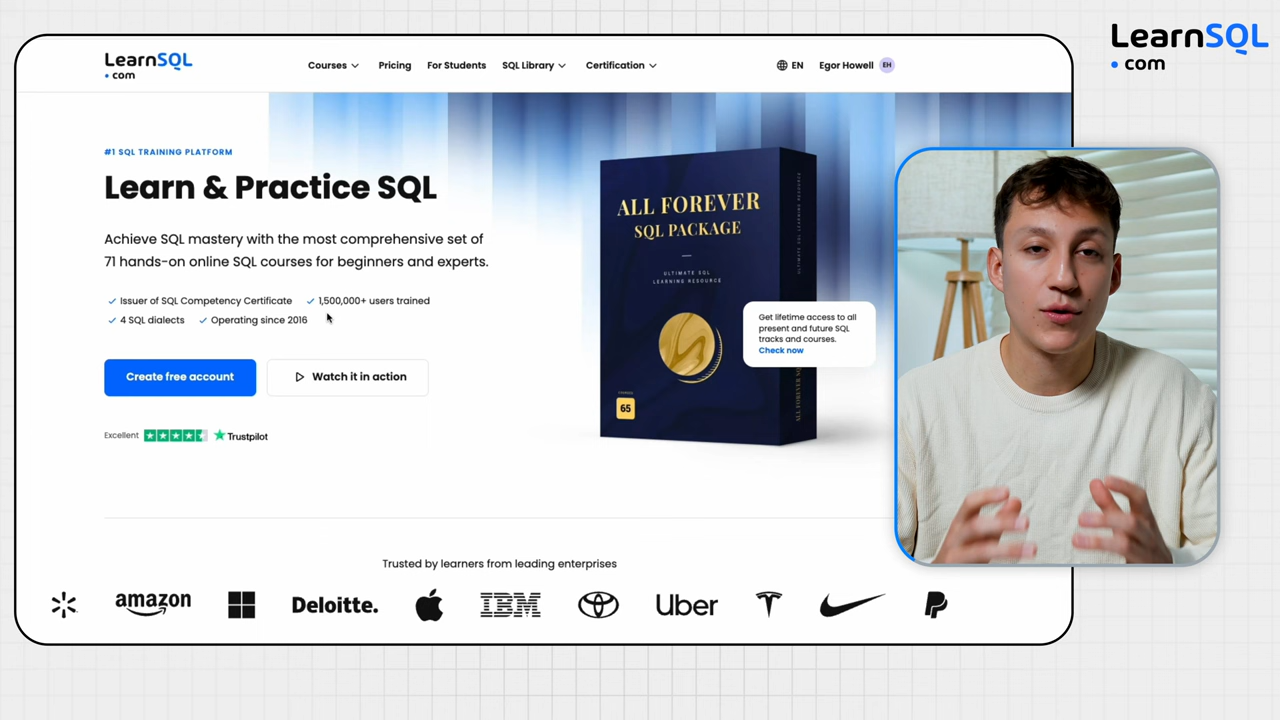 LearnSQL
• com
LearnSQL
• com
Courses
Pricing
For Students
SQL Library
Certification
EN
Egor Howell
EH
#1 SQL TRAINING PLATFORM
Learn & Practice SQL
Achieve SQL mastery with the most comprehensive set of
71 hands-on online SQL courses for beginners and experts.
Issuer of SQL Competency Certificate
1,500,000+ users trained
4 SQL dialects
Operating since 2016
Create free account
Watch it in action
Excellent
Trustpilot
ALL FOREVER
SQL PACKAGE
ULTIMATE SQL
LEARNING RESOURCE
65
Get lifetime access to all
present and future SQL
tracks and courses.
Check now
Trusted by learners from leading enterprises
amazon
Deloitte.
IBM
Uber